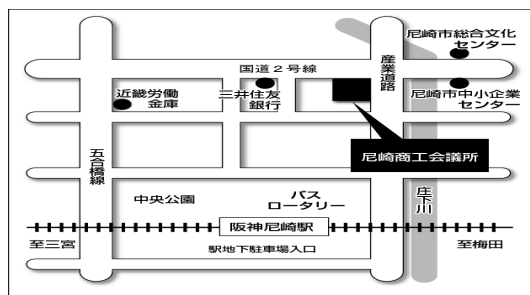 尼崎市総合文化
センター
国道2号線
産業道路
近畿労働
金庫
三井住友
銀行
尼崎市中小企業
センター
尼崎商工会議所
五合橋線
中央公園
バス
ロータリー
庄下川
阪神尼崎駅
至三宮
至梅田
駅地下駐車場入口